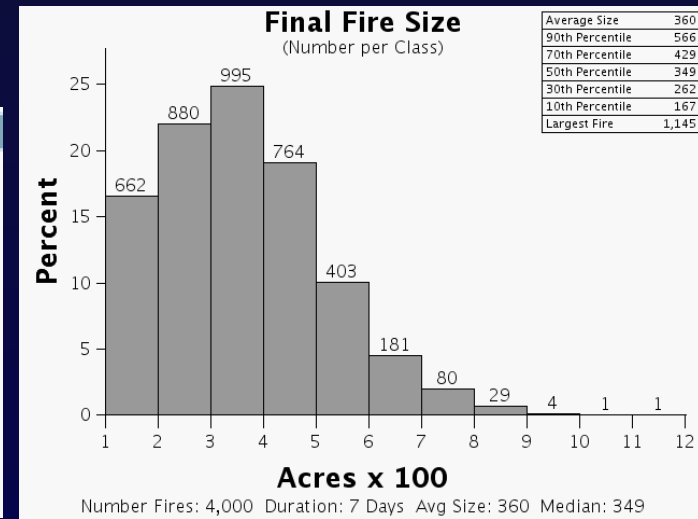 Final Fire Size
(Number per Class)
Average Size 360
90th Percentile 566
70th Percentile 429
50th Percentile 349
30th Percentile 262
10th Percentile 167
Largest Fire 1,145
Percent
25
20
15
10
5
0
662
880
995
764
403
181
80
29
4
1
1
1 2 3 4 5 6 7 8 9 10 11 12
Acres x 100
Number Fires: 4,000 Duration: 7 Days Avg Size: 360 Median: 349